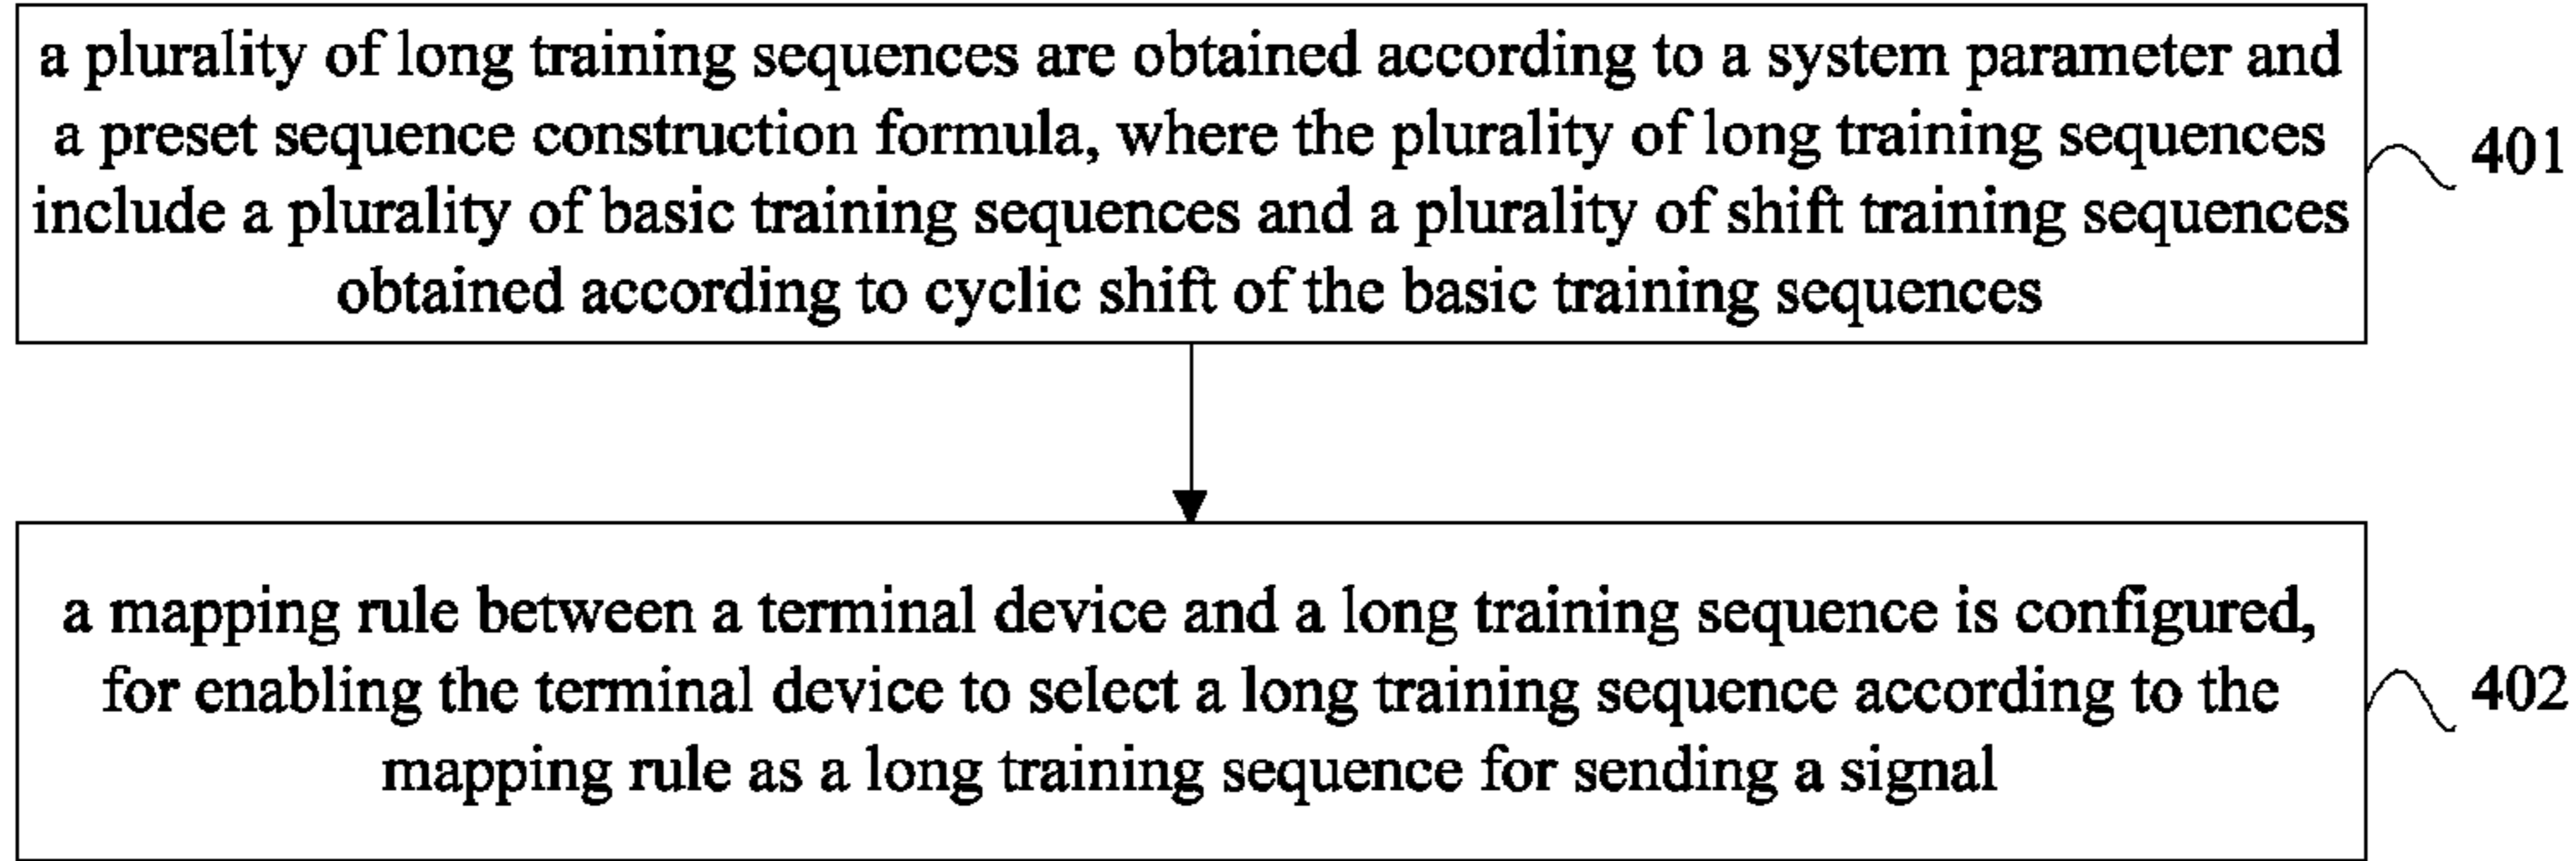 a plurality of long training sequences are obtained according to a system parameter and
a preset sequence construction formula, where the plurality of long training sequences
include a plurality of basic training sequences and a plurality of shift training sequences
obtained according to cyclic shift of the basic training sequences
401
a mapping rule between a terminal device and a long training sequence is configured,
for enabling the terminal device to select a long training sequence according to the
mapping rule as a long training sequence for sending a signal
402